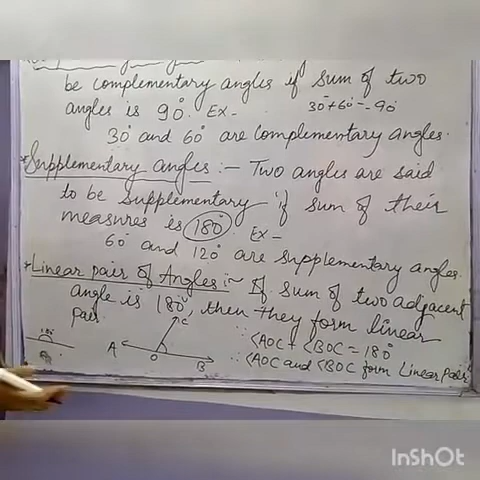 be complementary angles if sum of two
angles is 90°. Ex- 30°+60°=90°
30° and 60° are complementary angles.
*Supplementary angles :- Two angles are said
to be supplementary if sum of their
measures is 180° Ex-
60° and 120° are supplementary angles.
*Linear pair of Angles :- If sum of two adjacent
angle is 180°, then they form linear
pair.
180°
C
A
O
B
∵ <AOC + <BOC = 180°
∴ <AOC and <BOC form Linear pair
InShOt